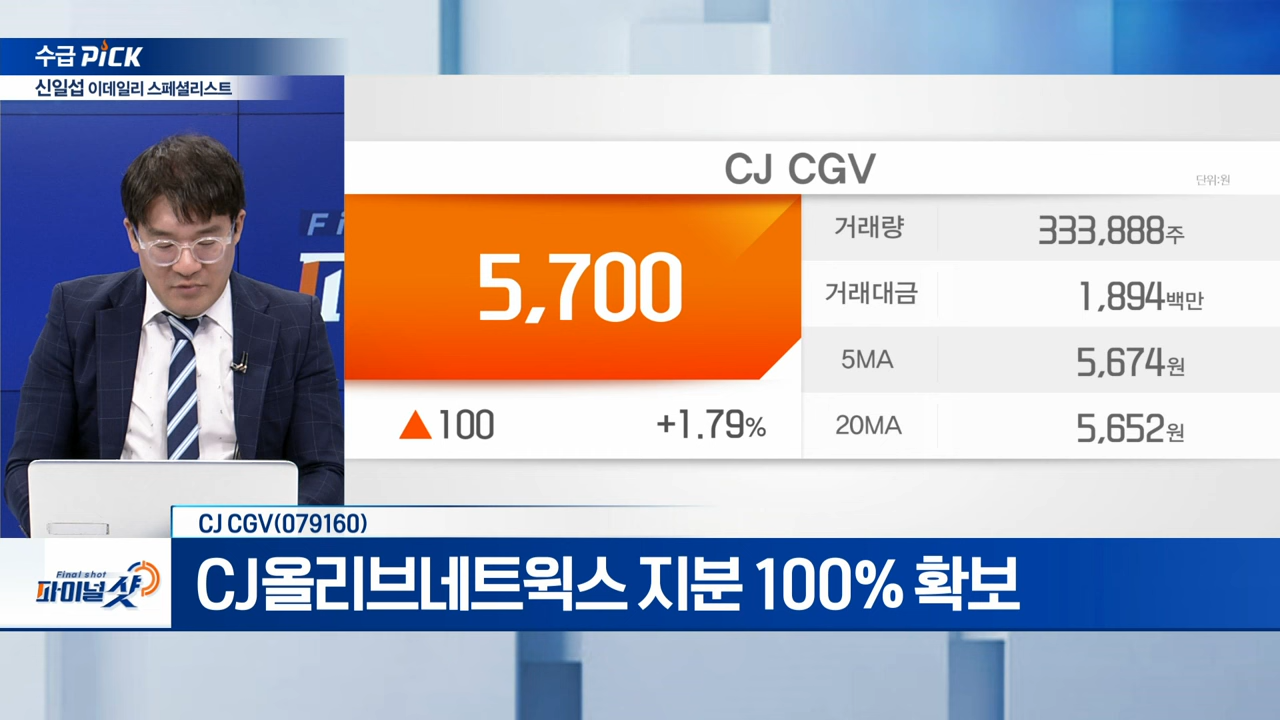 수급 PiCK
신일섭 이데일리 스페셜리스트
Fi
CJ CGV
단위:원
5,700
▲100 +1.79%
거래량 333,888주
거래대금 1,894백만
5MA 5,674원
20MA 5,652원
CJ CGV(079160)
Final shot
파이널샷
CJ올리브네트웍스 지분 100% 확보